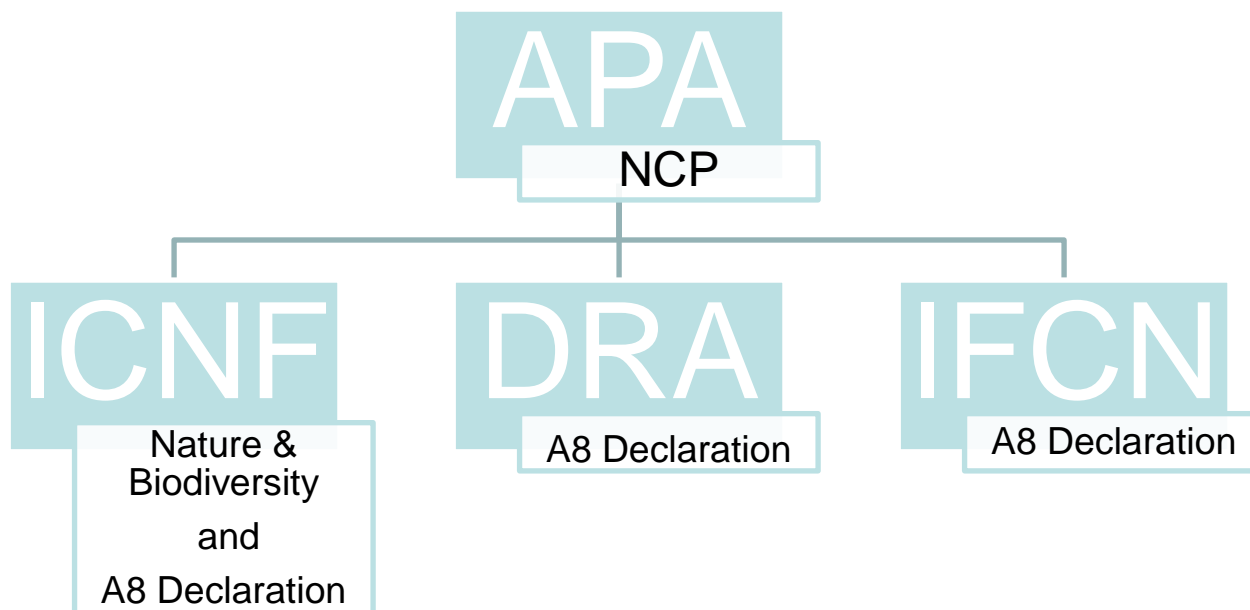 APA
NCP
ICNF
Nature &
Biodiversity
and
A8 Declaration
DRA
A8 Declaration
IFCN
A8 Declaration